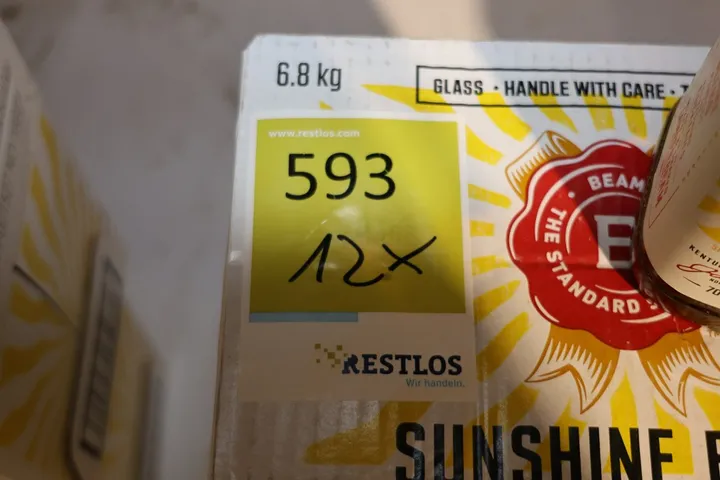 6.8 kg
GLASS · HANDLE WITH CARE ·
www.restlos.com
593
12x
RESTLOS
Wir handeln.
BEAM
B
THE STANDARD
SUNSHINE
70